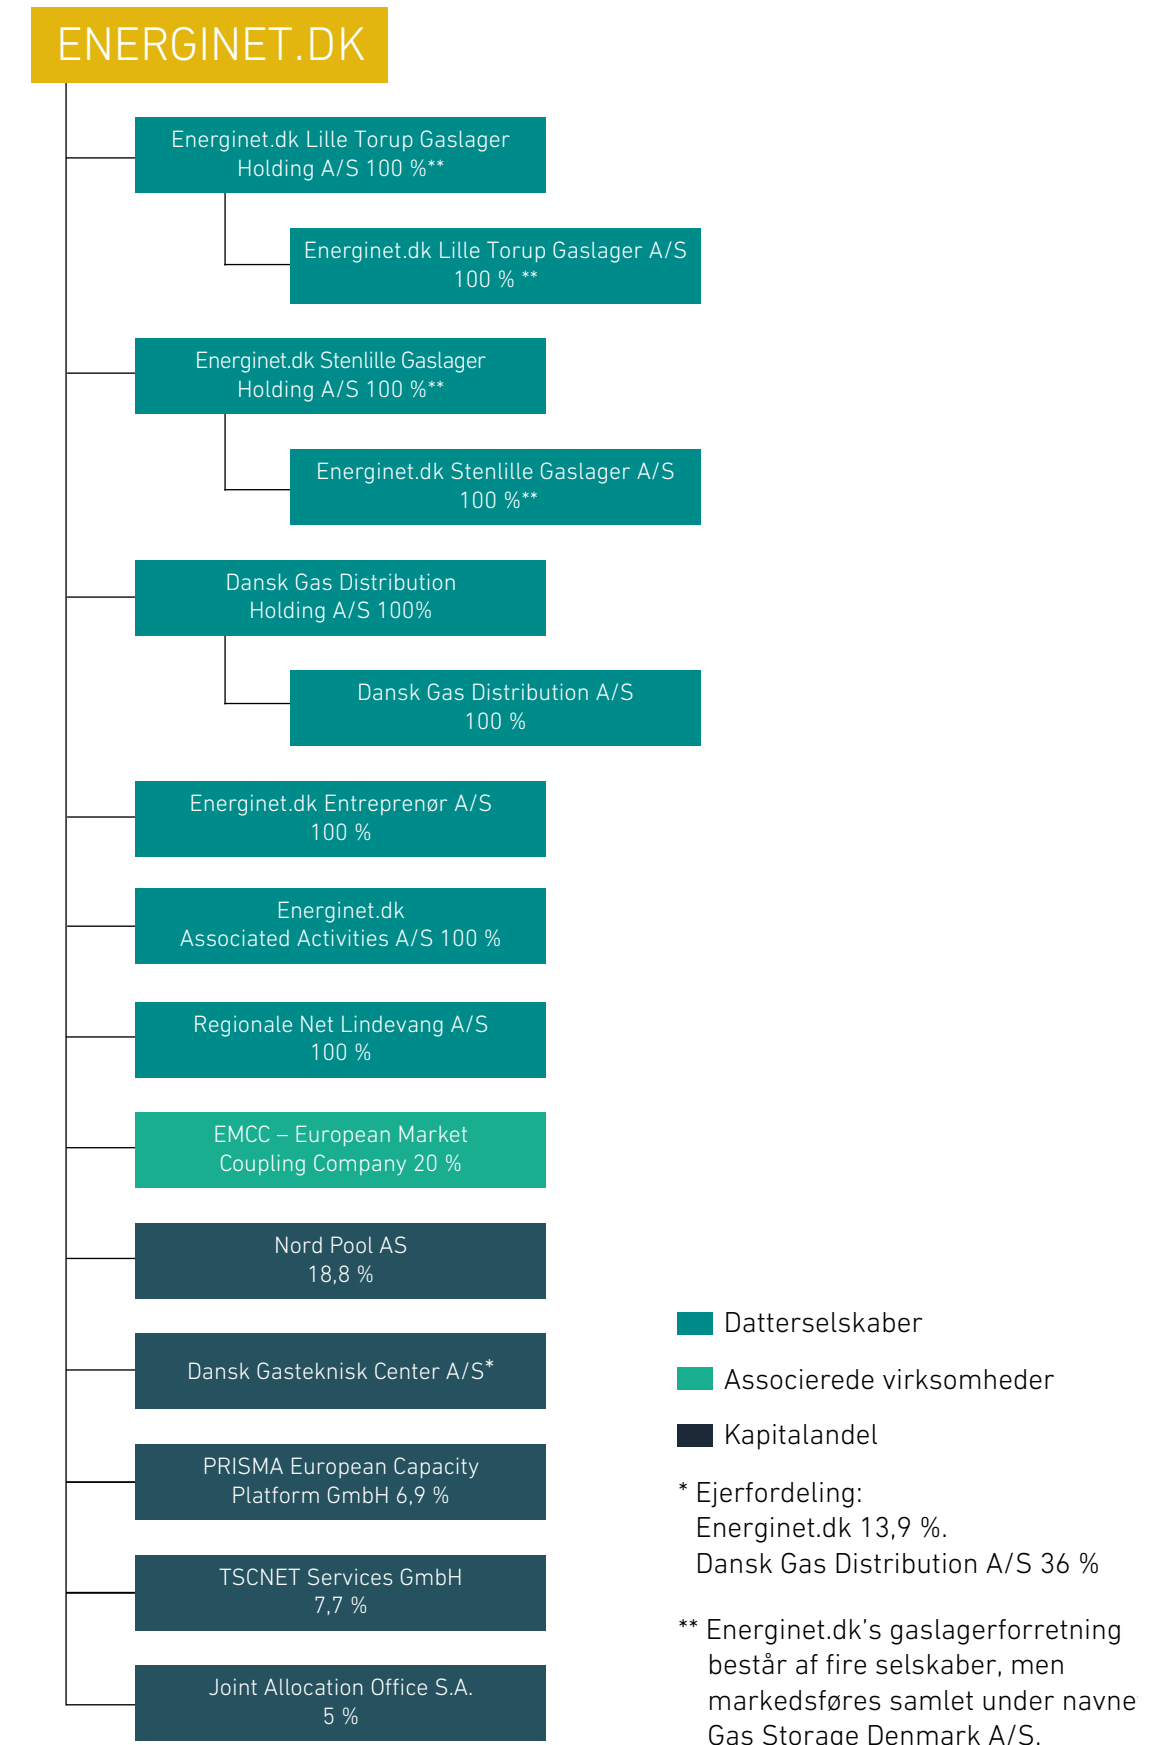 ENERGINET.DK
Energinet.dk Lille Torup Gaslager
Holding A/S 100 %**
Energinet.dk Lille Torup Gaslager A/S
100 % **
Energinet.dk Stenlille Gaslager
Holding A/S 100 %**
Energinet.dk Stenlille Gaslager A/S
100 %**
Dansk Gas Distribution
Holding A/S 100%
Dansk Gas Distribution A/S
100 %
Energinet.dk Entreprenør A/S
100 %
Energinet.dk
Associated Activities A/S 100 %
Regionale Net Lindevang A/S
100 %
EMCC – European Market
Coupling Company 20 %
Nord Pool AS
18,8 %
Dansk Gasteknisk Center A/S*
PRISMA European Capacity
Platform GmbH 6,9 %
TSCNET Services GmbH
7,7 %
Joint Allocation Office S.A.
5 %
Datterselskaber
Associerede virksomheder
Kapitalandel
* Ejerfordeling:
Energinet.dk 13,9 %.
Dansk Gas Distribution A/S 36 %
** Energinet.dk's gaslagerforretning
består af fire selskaber, men
markedsføres samlet under navne
Gas Storage Denmark A/S.